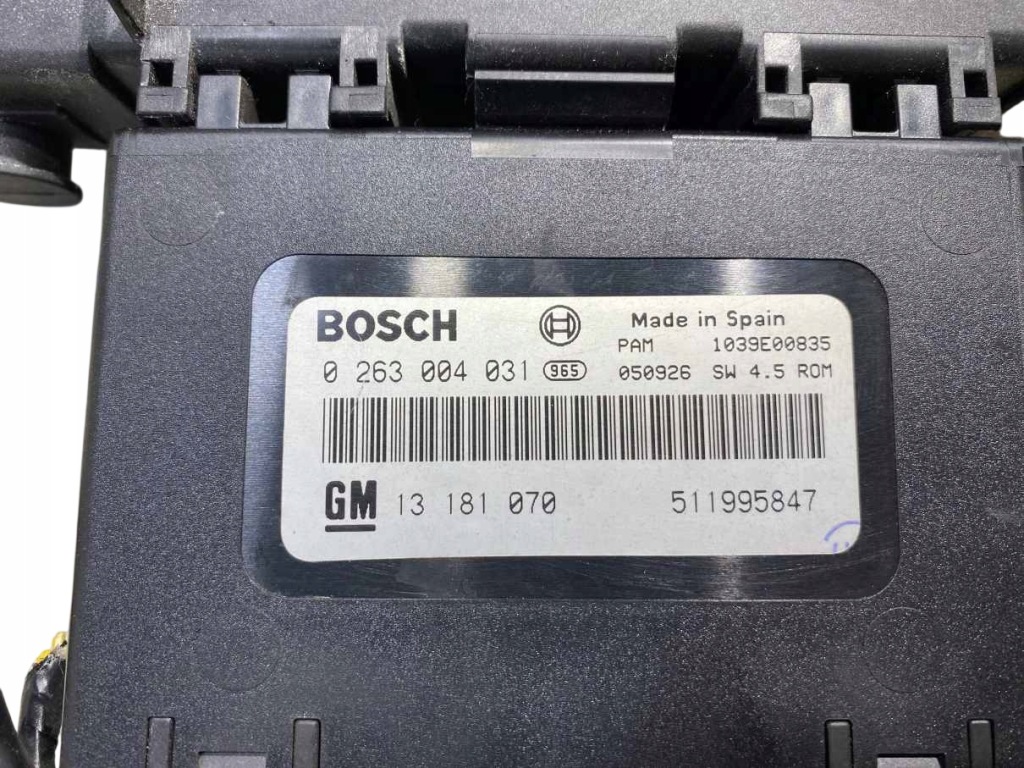 BOSCH Made in Spain
PAM 1039E00835
0 263 004 031 965 050926 SW 4.5 ROM
GM 13 181 070 511995847